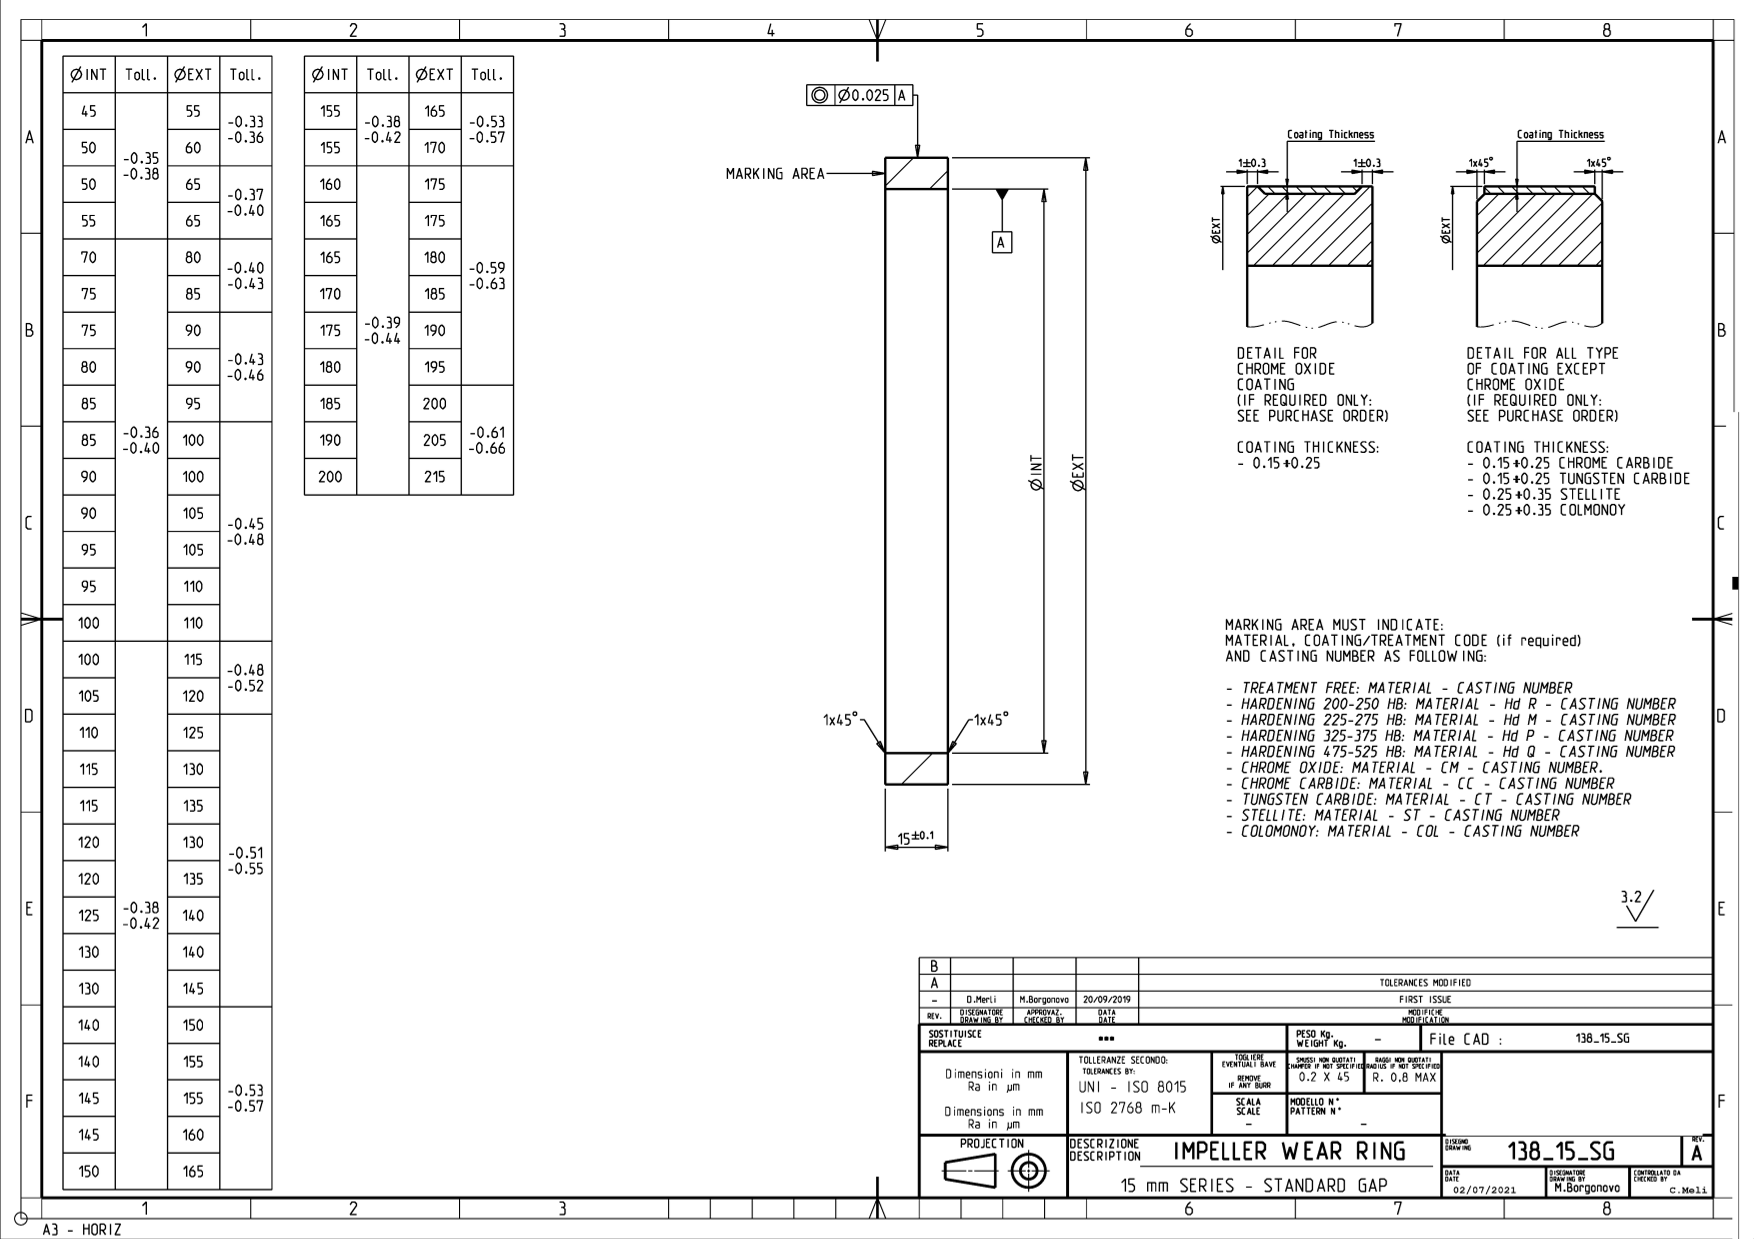 1 2 3 4 5 6 7 8
A
B
C
D
E
F
ØINT Toll. ØEXT Toll.
45 55
-0.33
-0.36
50 60
-0.35
-0.38
50 65
-0.37
-0.40
55 65
70 80
-0.40
-0.43
75 85
75 90
80 90
-0.43
-0.46
85 95
85 100
-0.36
-0.40
90 100
90 105
-0.45
-0.48
95 105
95 110
100 110
100 115
-0.48
-0.52
105 120
110 125
115 130
115 135
120 130
-0.51
-0.55
120 135
125 140
-0.38
-0.42
130 140
130 145
140 150
140 155
145 155
-0.53
-0.57
145 160
150 165
ØINT Toll. ØEXT Toll.
155 165
-0.38 -0.53
-0.42 -0.57
155 170
160 175
165 175
165 180
-0.59
-0.63
170 185
175 190
-0.39
-0.44
180 195
185 200
190 205
-0.61
-0.66
200 215
Ø0.025 A
MARKING AREA
A
ØINT
ØEXT
1x45°
1x45°
15±0.1
Coating Thickness
1±0.3 1±0.3
ØEXT
DETAIL FOR
CHROME OXIDE
COATING
(IF REQUIRED ONLY:
SEE PURCHASE ORDER)
COATING THICKNESS:
- 0.15+0.25
Coating Thickness
1x45° 1x45°
ØEXT
DETAIL FOR ALL TYPE
OF COATING EXCEPT
CHROME OXIDE
(IF REQUIRED ONLY:
SEE PURCHASE ORDER)
COATING THICKNESS:
- 0.15+0.25 CHROME CARBIDE
- 0.15+0.25 TUNGSTEN CARBIDE
- 0.25+0.35 STELLITE
- 0.25+0.35 COLMONOY
MARKING AREA MUST INDICATE:
MATERIAL, COATING/TREATMENT CODE (if required)
AND CASTING NUMBER AS FOLLOWING:
- TREATMENT FREE: MATERIAL - CASTING NUMBER
- HARDENING 200-250 HB: MATERIAL - Hd R - CASTING NUMBER
- HARDENING 225-275 HB: MATERIAL - Hd M - CASTING NUMBER
- HARDENING 325-375 HB: MATERIAL - Hd P - CASTING NUMBER
- HARDENING 475-525 HB: MATERIAL - Hd Q - CASTING NUMBER
- CHROME OXIDE: MATERIAL - CM - CASTING NUMBER.
- CHROME CARBIDE: MATERIAL - CC - CASTING NUMBER
- TUNGSTEN CARBIDE: MATERIAL - CT - CASTING NUMBER
- STELLITE: MATERIAL - ST - CASTING NUMBER
- COLOMONOY: MATERIAL - COL - CASTING NUMBER
3.2
B
A TOLERANCES MODIFIED
- D.Merli M.Borgonovo 20/09/2019 FIRST ISSUE
REV. DISEGNATORE APPROVAZ. DATA MODIFICHE
DRAWING BY CHECKED BY DATE MODIFICATION
SOSTITUISCE
REPLACE
***
PESO Kg.
WEIGHT Kg.
-
File CAD : 138_15_SG
Dimensioni in mm
Ra in µm
Dimensions in mm
Ra in µm
TOLLERANZE SECONDO:
TOLERANCES BY:
UNI - ISO 8015
ISO 2768 m-K
TOGLIERE
EVENTUALI BAVE
REMOVE
IF ANY BURR
SMUSSI NON QUOTATI
CHAMFER IF NOT SPECIFIED
0.2 X 45
RAGGI NON QUOTATI
RADIUS IF NOT SPECIFIED
R. 0.8 MAX
SCALA
SCALE
-
MODELLO N°
PATTERN N°
-
PROJECTION
DESCRIZIONE
DESCRIPTION
IMPELLER WEAR RING
15 mm SERIES - STANDARD GAP
DISEGNO
DRAWING
138_15_SG
REV.
A
DATA
DATE
02/07/2021
DISEGNATORE
DRAWING BY
M.Borgonovo
CONTROLLATO DA
CHECKED BY
C.Meli
A
B
C
D
E
F
1 2 3 6 7 8
A3 - HORIZ